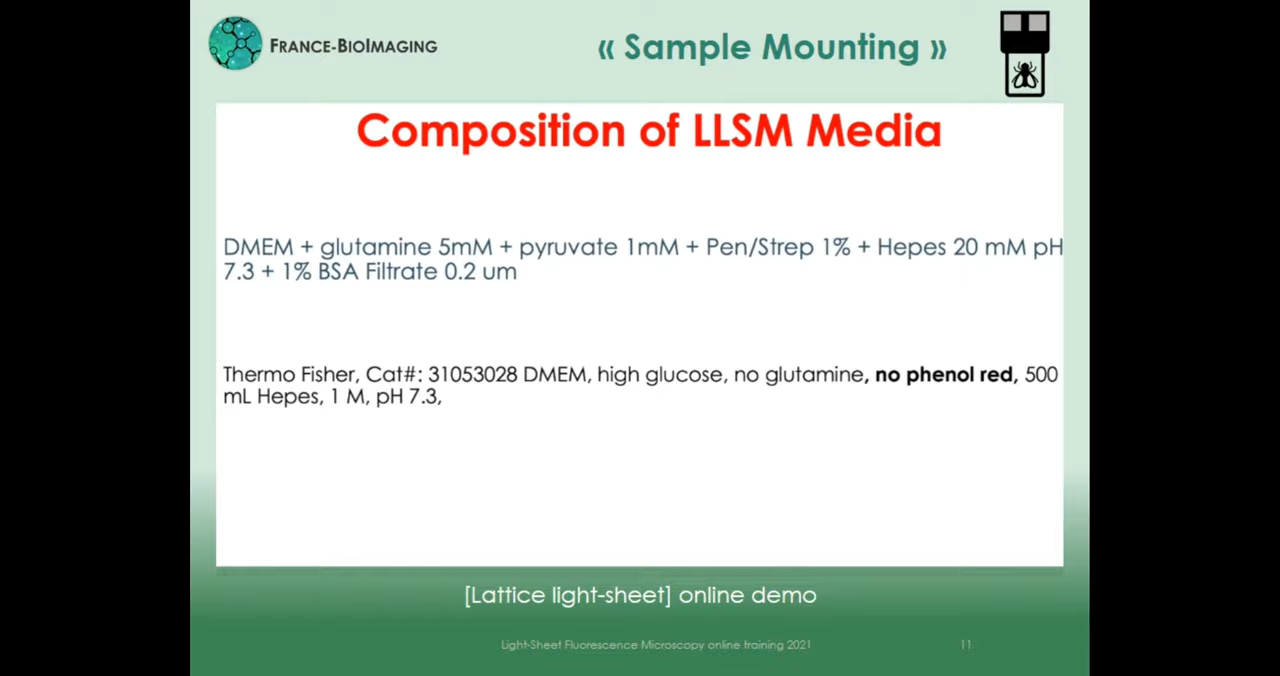 FRANCE-BIOIMAGING
« Sample Mounting »
Composition of LLSM Media
DMEM + glutamine 5mM + pyruvate 1mM + Pen/Strep 1% + Hepes 20 mM pH
7.3 + 1% BSA Filtrate 0.2 um
Thermo Fisher, Cat#: 31053028 DMEM, high glucose, no glutamine, no phenol red, 500
mL Hepes, 1 M, pH 7.3,
[Lattice light-sheet] online demo
Light-Sheet Fluorescence Microscopy online training 2021
11